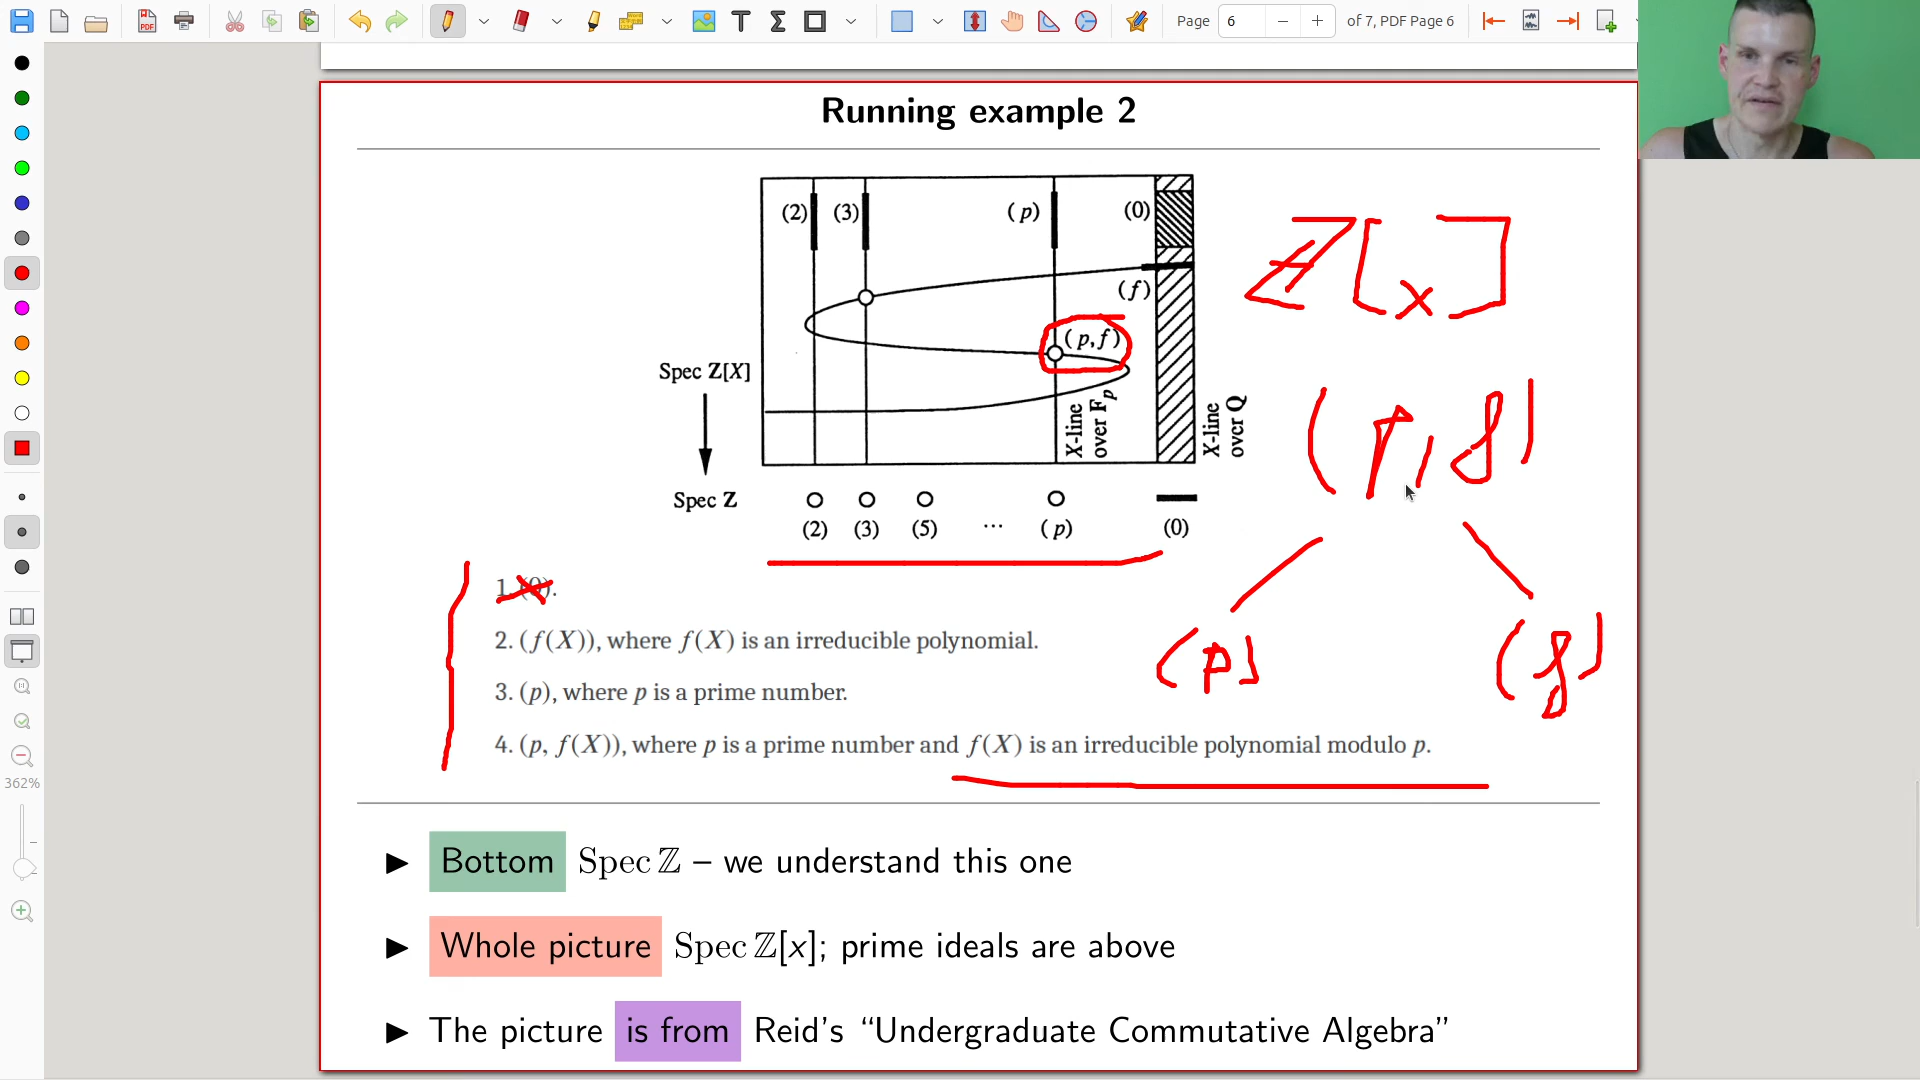 Page 6 of 7, PDF Page 6
Running example 2
(2) (3) (p) (0)
(f)
(p,f)
Spec Z[X]
X-line over Fp
X-line over Q
Spec Z
(2) (3) (5) ... (p) (0)
Z[x]
(p, f)
(p) (f)
1. (0).
2. (f(X)), where f(X) is an irreducible polynomial.
3. (p), where p is a prime number.
4. (p, f(X)), where p is a prime number and f(X) is an irreducible polynomial modulo p.
▶ Bottom Spec ℤ – we understand this one
▶ Whole picture Spec ℤ[x]; prime ideals are above
▶ The picture is from Reid's “Undergraduate Commutative Algebra”
362%